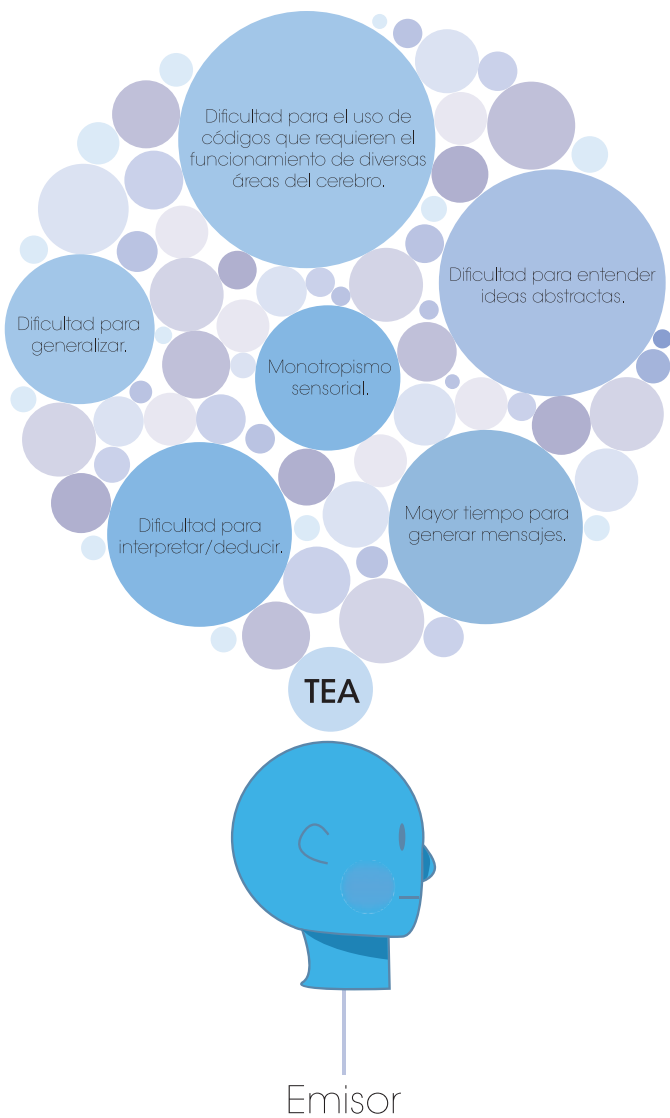 Dificultad para el uso de
códigos que requieren el
funcionamiento de diversas
áreas del cerebro.
Dificultad para entender
ideas abstractas.
Dificultad para
generalizar.
Monotropismo
sensorial.
Dificultad para
interpretar/deducir.
Mayor tiempo para
generar mensajes.
TEA
Emisor